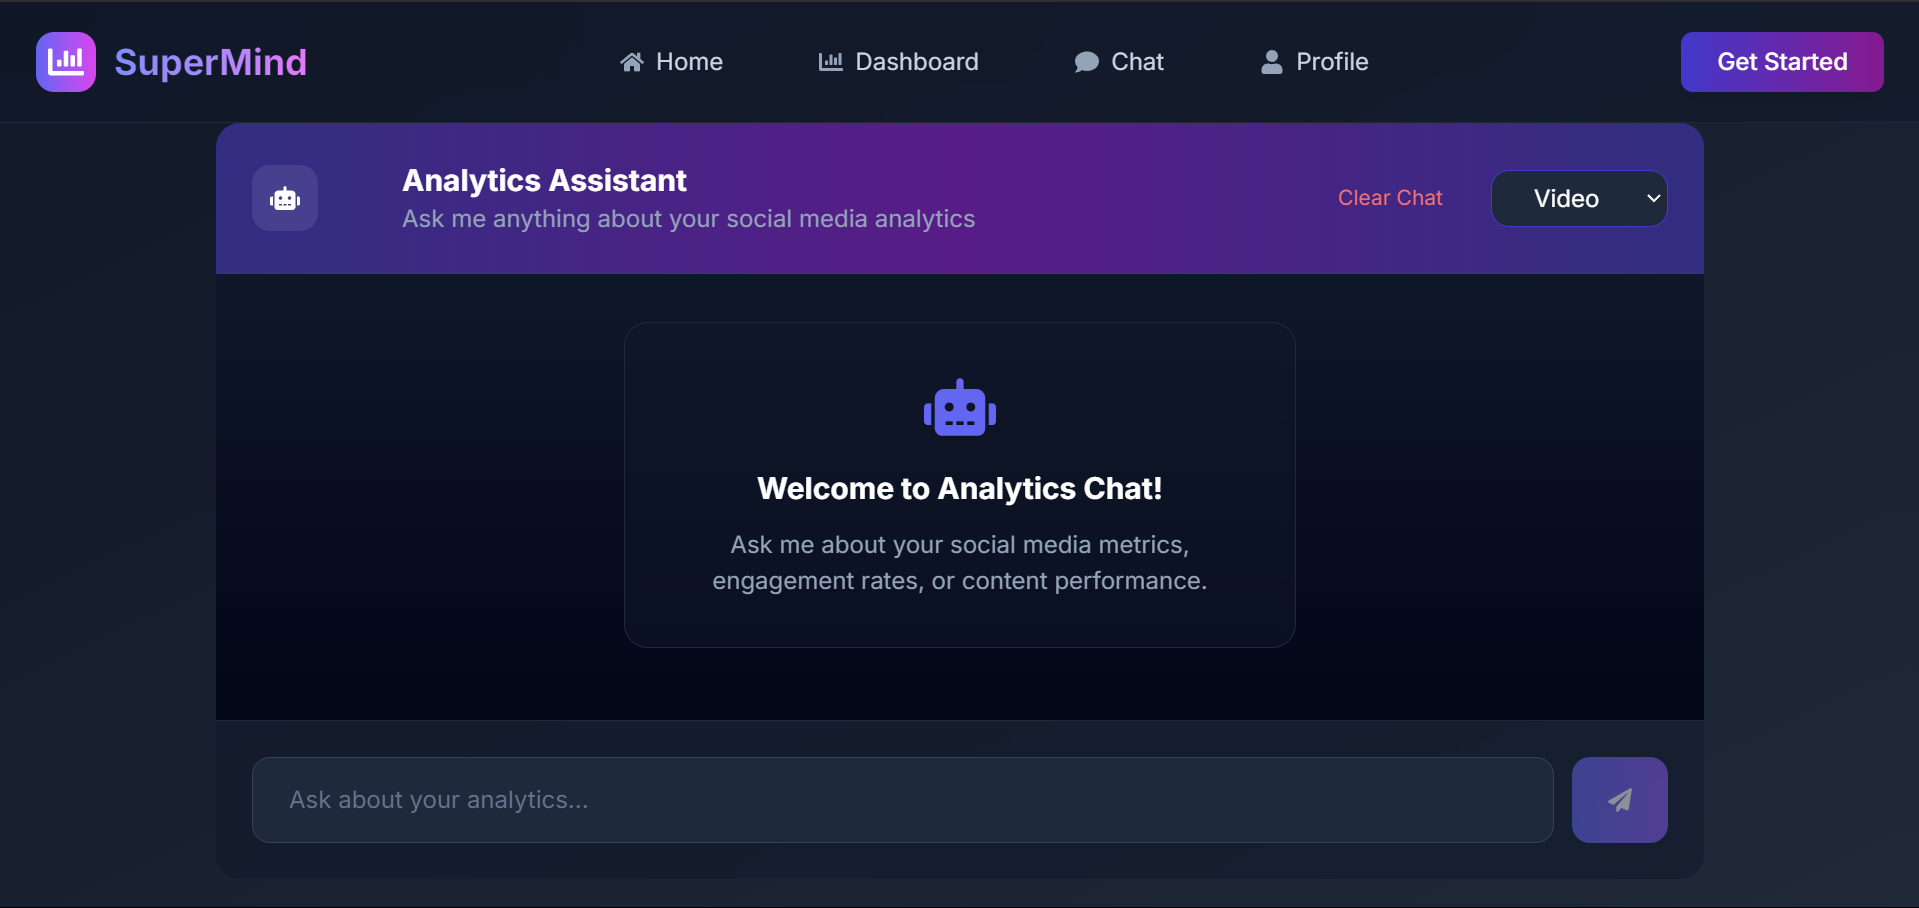 SuperMind
Home
Dashboard
Chat
Profile
Get Started
Analytics Assistant
Ask me anything about your social media analytics
Clear Chat
Video
Welcome to Analytics Chat!
Ask me about your social media metrics,
engagement rates, or content performance.
Ask about your analytics...